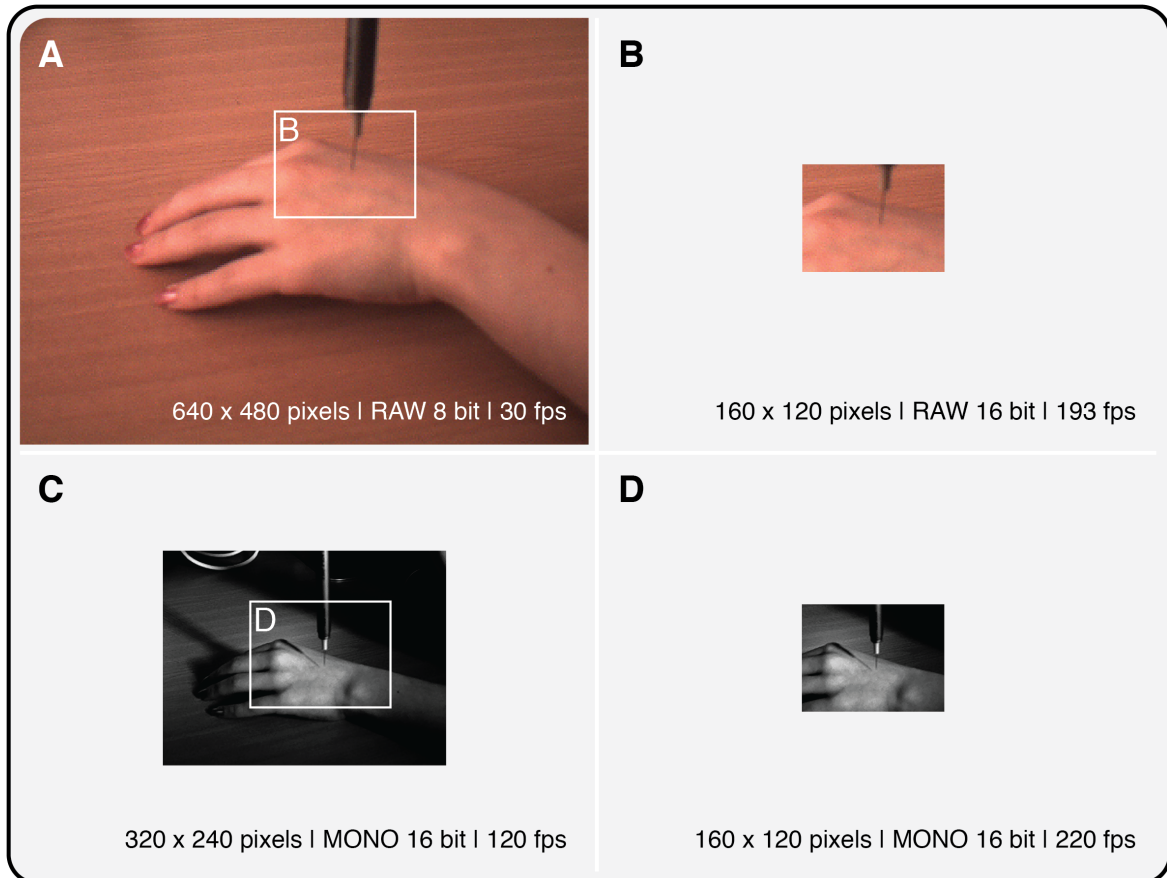 A
B
640 x 480 pixels | RAW 8 bit | 30 fps
B
160 x 120 pixels | RAW 16 bit | 193 fps
C
D
320 x 240 pixels | MONO 16 bit | 120 fps
D
160 x 120 pixels | MONO 16 bit | 220 fps